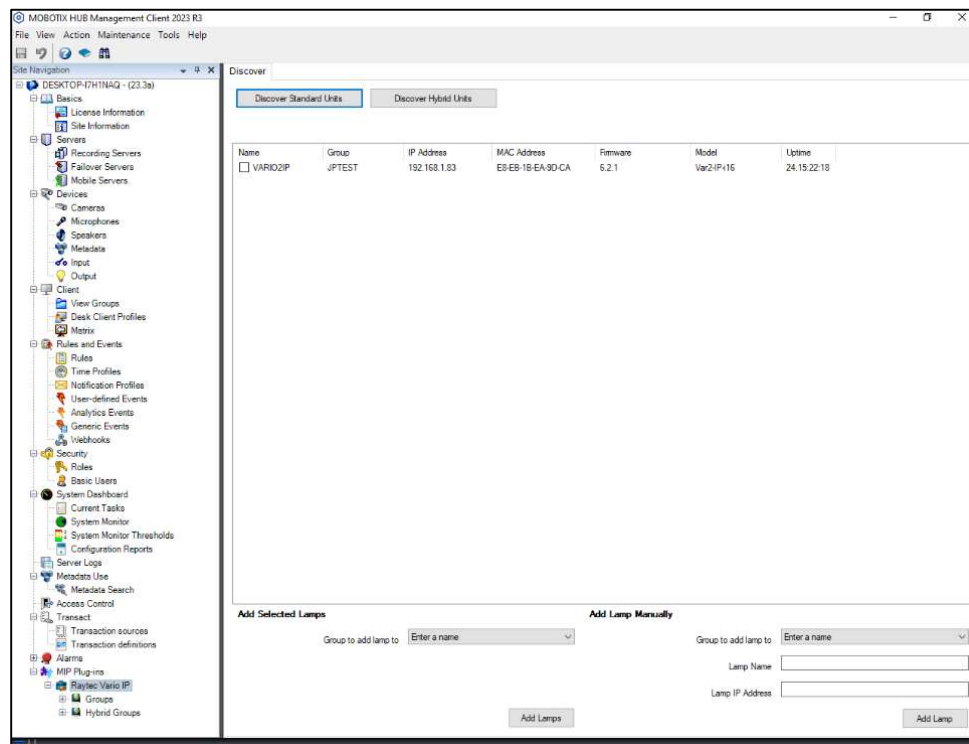 MOBOTIX HUB Management Client 2023 R3
File View Action Maintenance Tools Help
Site Navigation
DESKTOP-I7H1NAQ - (23.3a)
Basics
License Information
Site Information
Servers
Recording Servers
Failover Servers
Mobile Servers
Devices
Cameras
Microphones
Speakers
Metadata
Input
Output
Client
View Groups
Desk Client Profiles
Matrix
Rules and Events
Rules
Time Profiles
Notification Profiles
User-defined Events
Analytics Events
Generic Events
Webhooks
Security
Roles
Basic Users
System Dashboard
Current Tasks
System Monitor
System Monitor Thresholds
Configuration Reports
Server Logs
Metadata Use
Metadata Search
Access Control
Transact
Transaction sources
Transaction definitions
Alarms
MIP Plug-ins
Raytec Vario IP
Groups
Hybrid Groups
Discover
Discover Standard Units Discover Hybrid Units
Name Group IP Address MAC Address Firmware Model Uptime
VARIO2IP JPTEST 192.168.1.83 E8-EB-1B-EA-9D-CA 6.2.1 Var2-IP-i16 24.15:22:18
Add Selected Lamps Add Lamp Manually
Group to add lamp to Enter a name Group to add lamp to Enter a name
Lamp Name
Lamp IP Address
Add Lamps Add Lamp